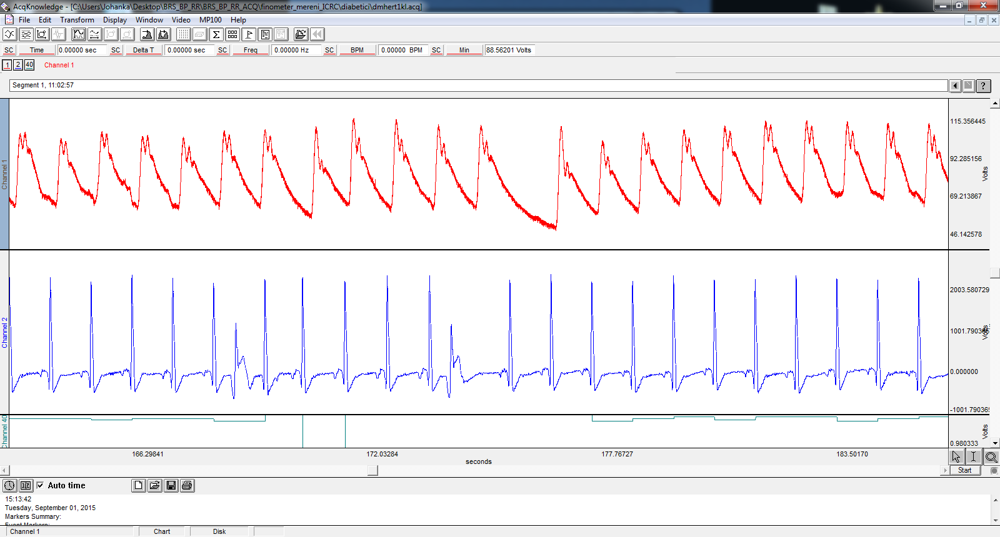 AcqKnowledge - [C:\Users\Johanka\Desktop\BRS_BP_RR\BRS_BP_RR_ACQ\finometer_mereni_ICRC\diabetici\dmhert1kl.acq]
File Edit Transform Display Window Video MP100 Help
SC Time 0.00000 sec SC Delta T 0.00000 sec SC Freq 0.00000 Hz SC BPM 0.00000 BPM SC Min 88.56201 Volts
1 2 40 Channel 1
Segment 1, 11:02:57
?
Channel 1
115.356445
92.285156
69.213867
46.142578
Volts
Channel 2
2003.580729
1001.7903
0.000000
-1001.790365
Volts
Channel 40
0.980333
Volts
166.29841 172.03284 177.76727 183.50170
seconds
Start
Auto time
15:13:42
Tuesday, September 01, 2015
Markers Summary:
Event Markers:
Channel 1 Chart Disk